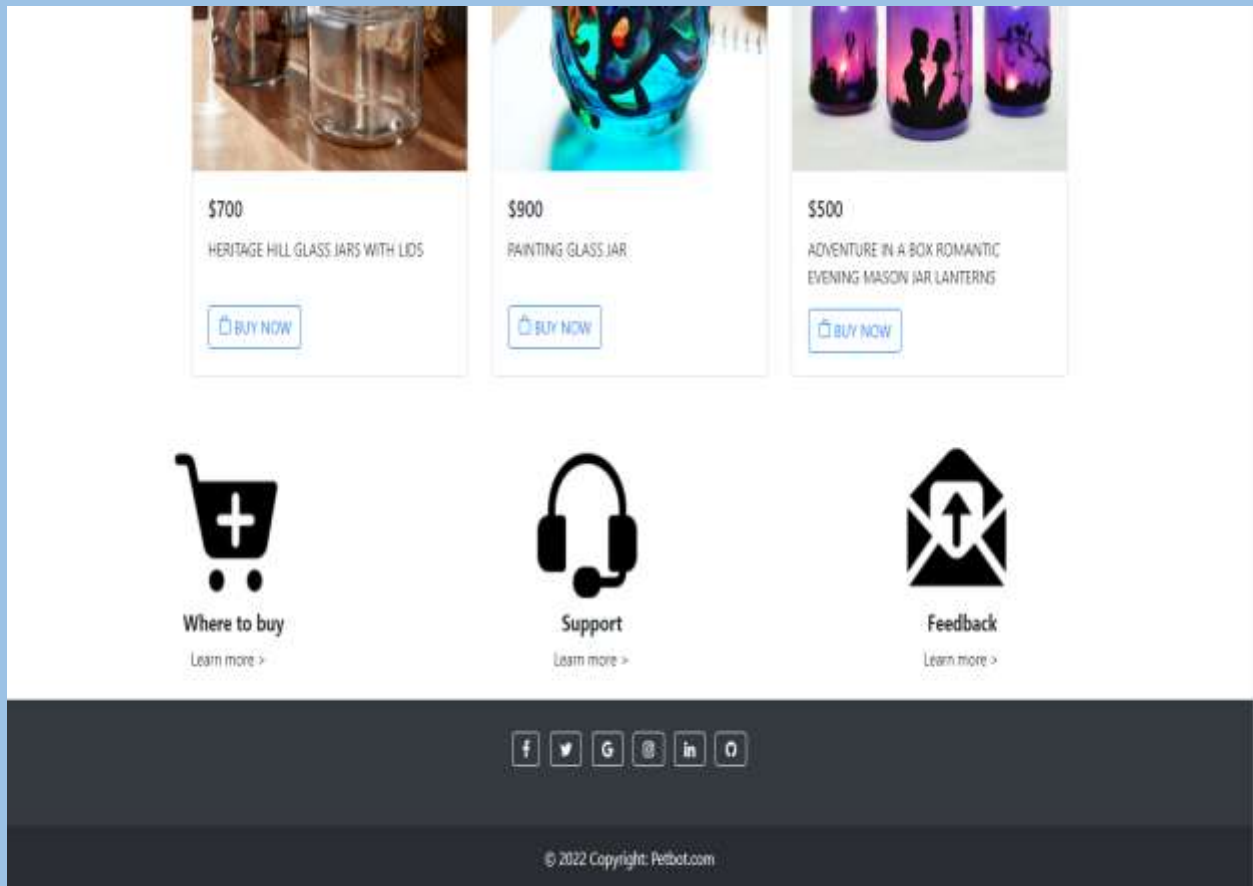 $700
HERITAGE HILL GLASS JARS WITH LIDS
BUY NOW
$900
PAINTING GLASS JAR
BUY NOW
$500
ADVENTURE IN A BOX ROMANTIC
EVENING MASON JAR LANTERNS
BUY NOW
Where to buy
Learn more >
Support
Learn more >
Feedback
Learn more >
© 2022 Copyright: Petbot.com